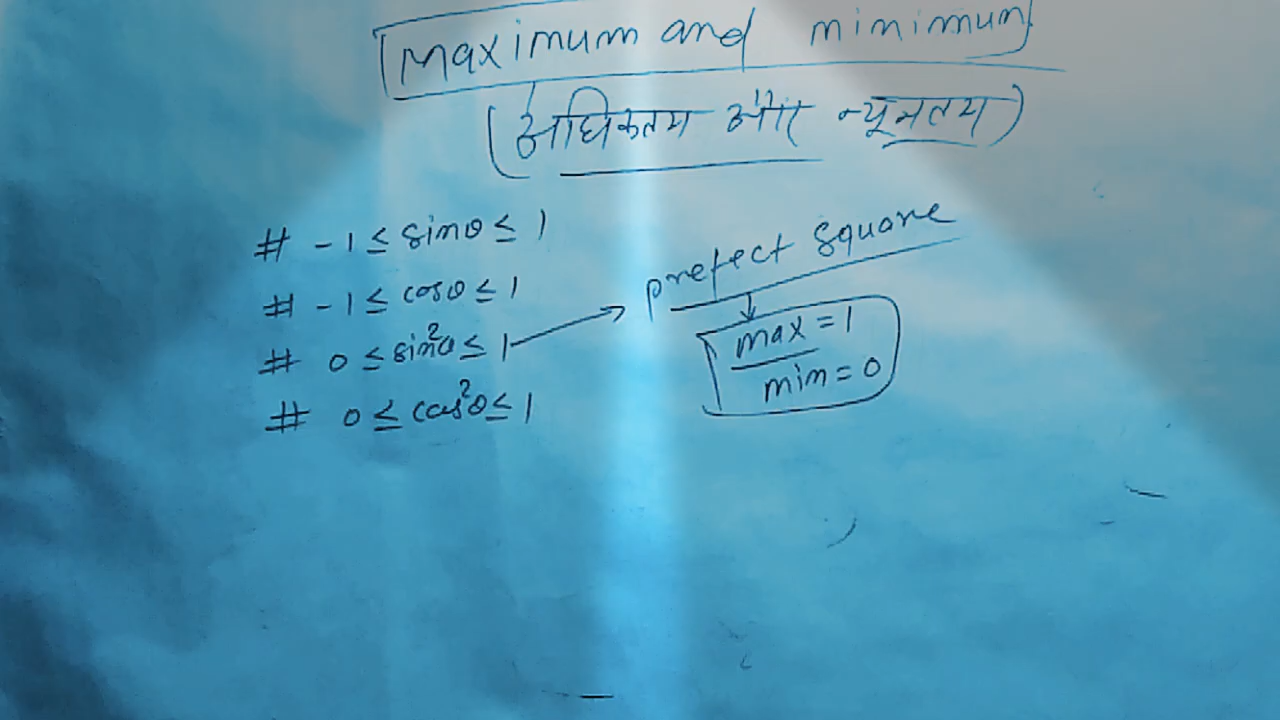 maximum and minimum
(अधिकतम और न्यूनतम)
# -1 ≤ sinθ ≤ 1
# -1 ≤ cosθ ≤ 1
# 0 ≤ sin²θ ≤ 1 → prefect square
max = 1
min = 0
# 0 ≤ cos²θ ≤ 1